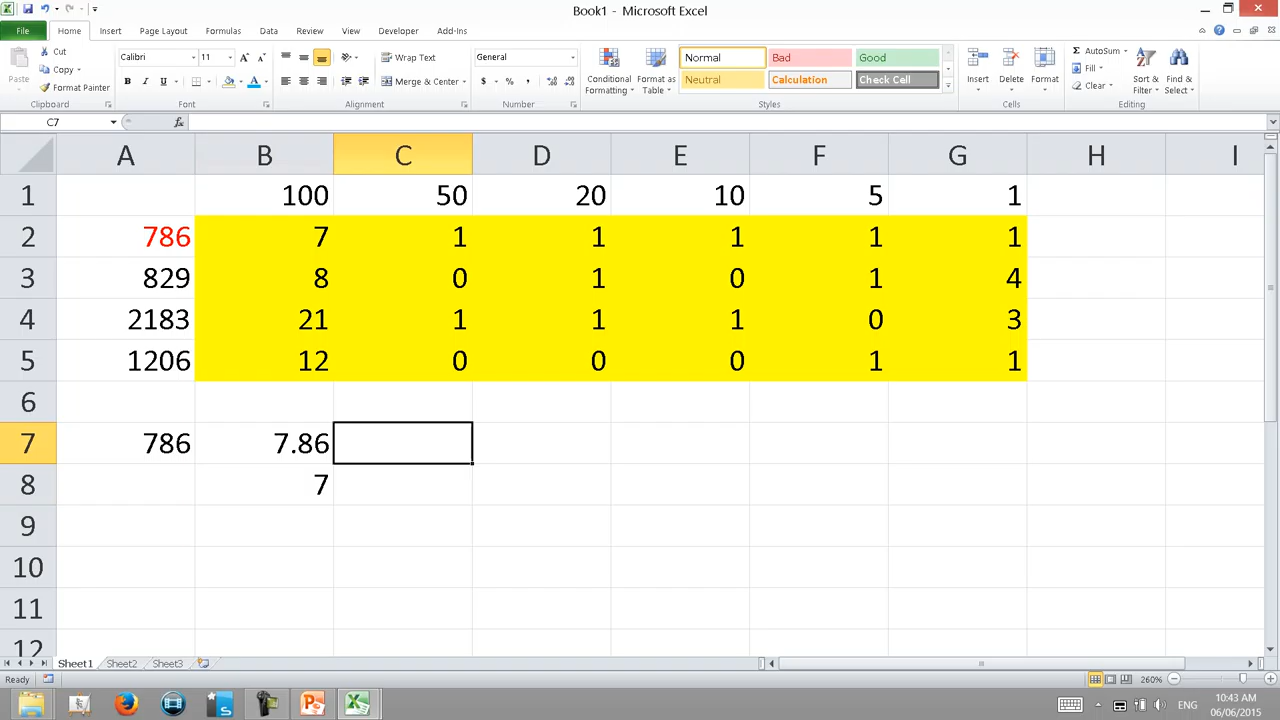 Book1 - Microsoft Excel
File Home Insert Page Layout Formulas Data Review View Developer Add-Ins
Paste
Cut
Copy
Format Painter
Clipboard
Calibri 11
B I U
Font
Wrap Text
Merge & Center
Alignment
General
$ % ,
Number
Conditional Formatting
Format as Table
Normal Bad Good
Neutral Calculation Check Cell
Styles
Insert Delete Format
Cells
AutoSum
Fill
Clear
Sort & Filter
Find & Select
Editing
C7 fx
A B C D E F G H I
1 100 50 20 10 5 1
2 786 7 1 1 1 1 1
3 829 8 0 1 0 1 4
4 2183 21 1 1 1 0 3
5 1206 12 0 0 0 1 1
6
7 786 7.86
8 7
9
10
11
12
Sheet1 Sheet2 Sheet3
Ready 260%
ENG
10:43 AM
06/06/2015